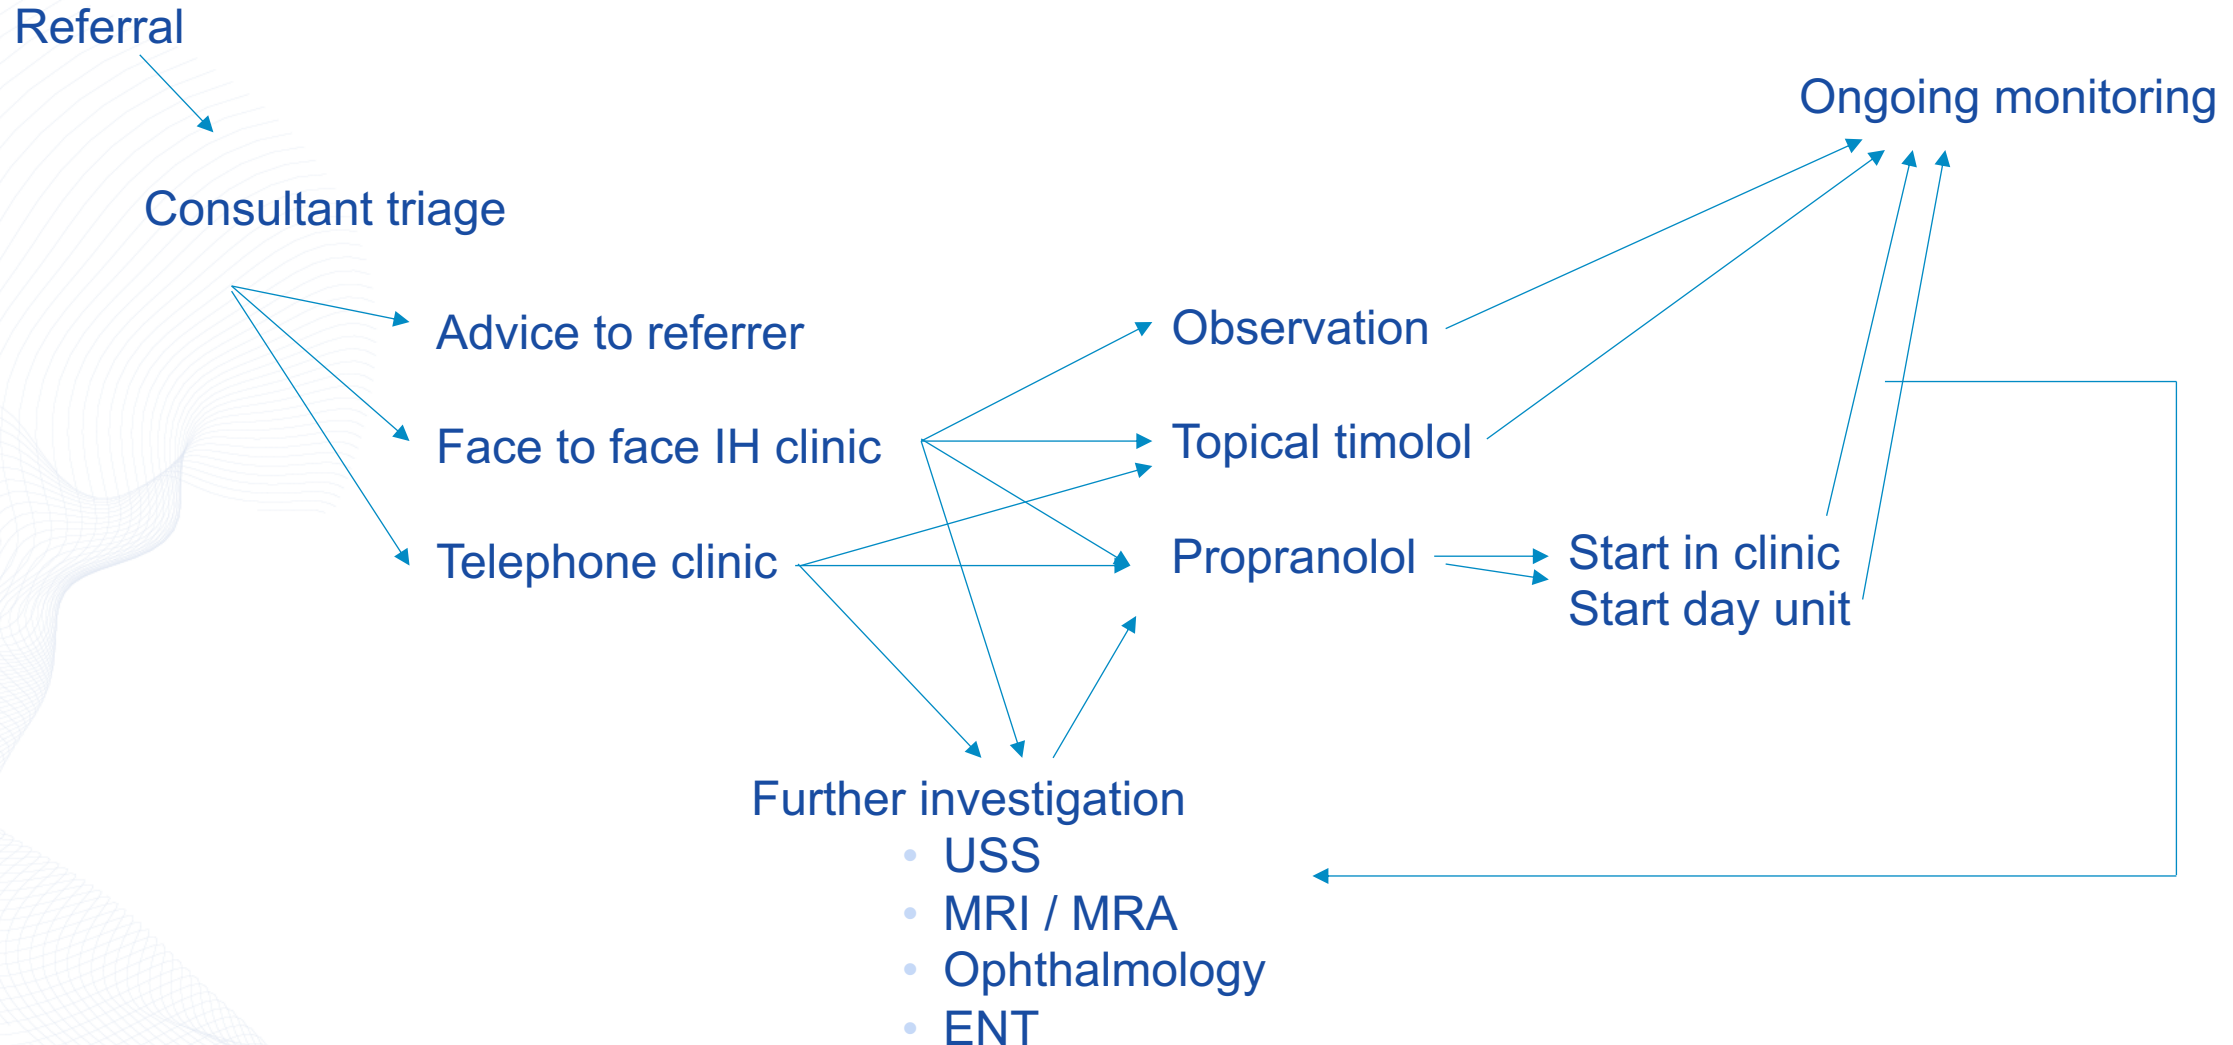 Referral
Ongoing monitoring
Consultant triage
Advice to referrer
Observation
Face to face IH clinic
Topical timolol
Telephone clinic
Propranolol
Start in clinic
Start day unit
Further investigation
• USS
• MRI / MRA
• Ophthalmology
• ENT